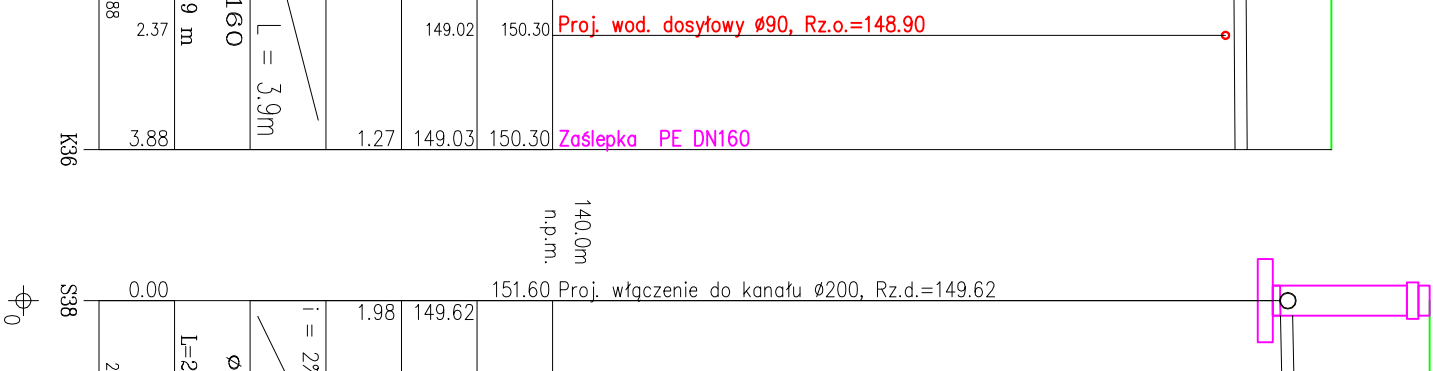 88
160
9 m
L = 3.9m
2.37
149.02
150.30
Proj. wod. dosyłowy ø90, Rz.o.=148.90
K36
3.88
1.27
149.03
150.30
Zaślepka PE DN160
140.0m
n.p.m.
S38
0.00
151.60
Proj. włączenie do kanału ø200, Rz.d.=149.62
1.98
149.62
0
i = 2%
L=2
ø
2